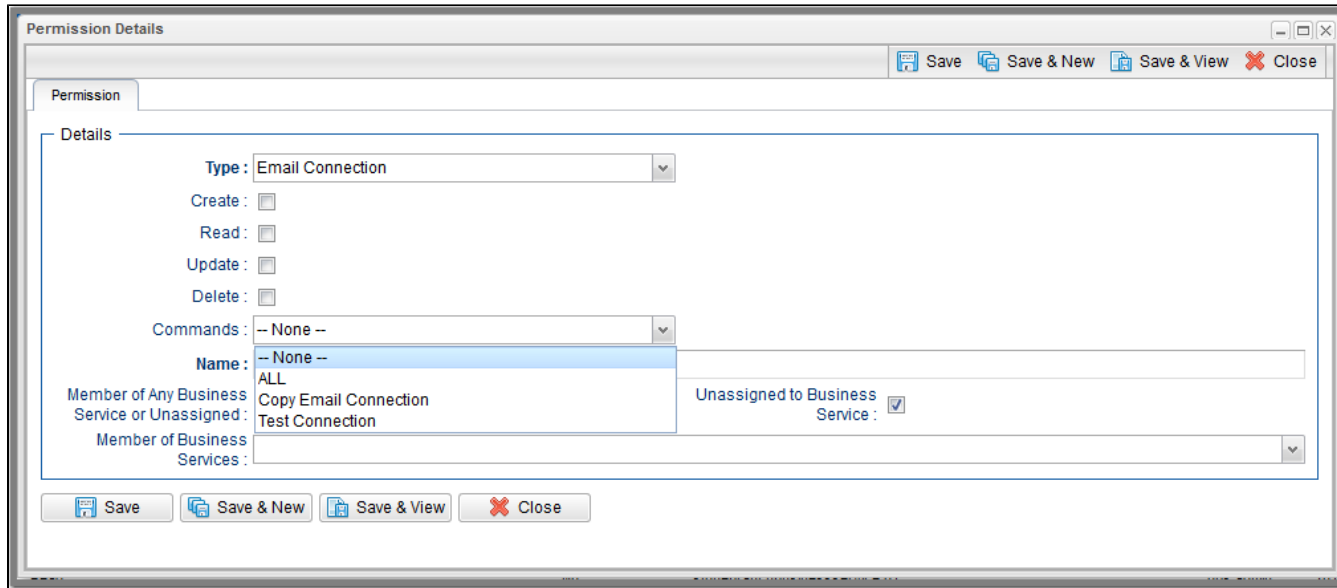 Permission Details
Save Save & New Save & View Close
Permission
Details
Type : Email Connection
Create :
Read :
Update :
Delete :
Commands : -- None --
Name :
-- None --
ALL
Copy Email Connection
Test Connection
Member of Any Business
Service or Unassigned :
Unassigned to Business
Service :
Member of Business
Services :
Save Save & New Save & View Close